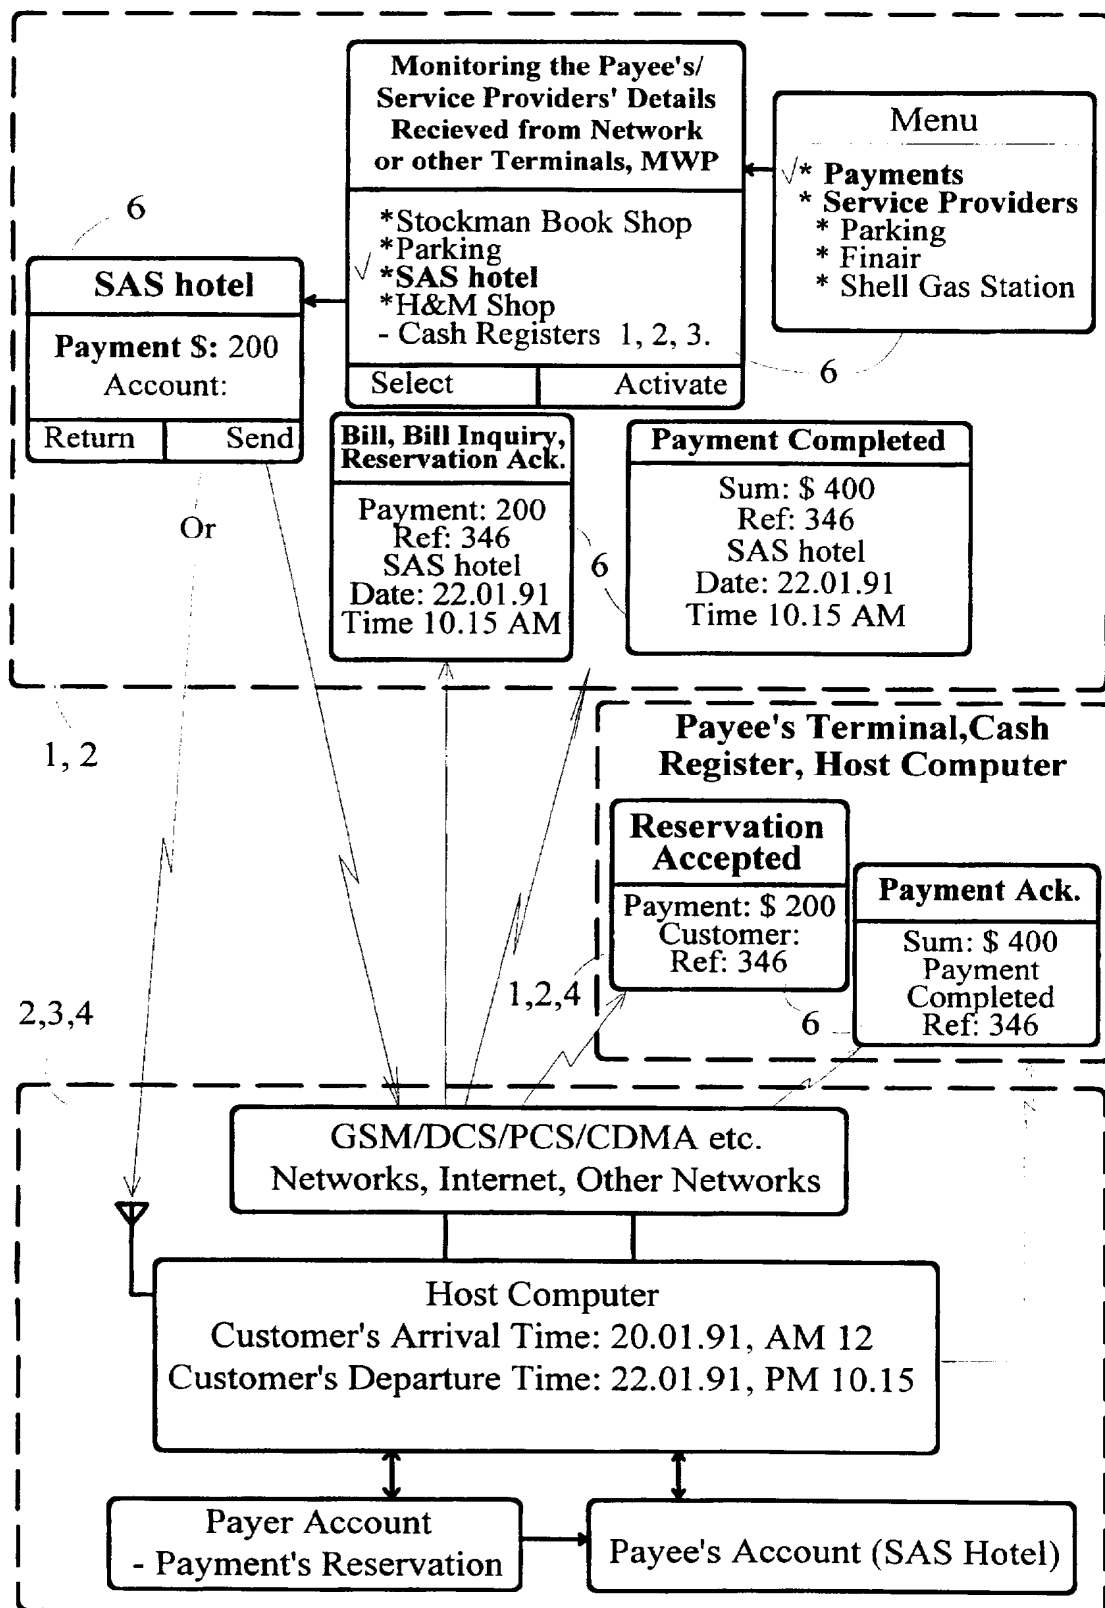 Monitoring the Payee's/
Service Providers' Details
Recieved from Network
or other Terminals, MWP
*Stockman Book Shop
*Parking
*SAS hotel
*H&M Shop
- Cash Registers 1, 2, 3.
Select
Activate
Menu
* Payments
* Service Providers
* Parking
* Finair
* Shell Gas Station
6
6
SAS hotel
Payment $: 200
Account:
Return
Send
Or
Bill, Bill Inquiry,
Reservation Ack.
Payment: 200
Ref: 346
SAS hotel
Date: 22.01.91
Time 10.15 AM
6
Payment Completed
Sum: $ 400
Ref: 346
SAS hotel
Date: 22.01.91
Time 10.15 AM
1, 2
Payee's Terminal,Cash
Register, Host Computer
Reservation
Accepted
Payment: $ 200
Customer:
Ref: 346
Payment Ack.
Sum: $ 400
Payment
Completed
Ref: 346
1,2,4
6
2,3,4
GSM/DCS/PCS/CDMA etc.
Networks, Internet, Other Networks
Host Computer
Customer's Arrival Time: 20.01.91, AM 12
Customer's Departure Time: 22.01.91, PM 10.15
Payer Account
- Payment's Reservation
Payee's Account (SAS Hotel)